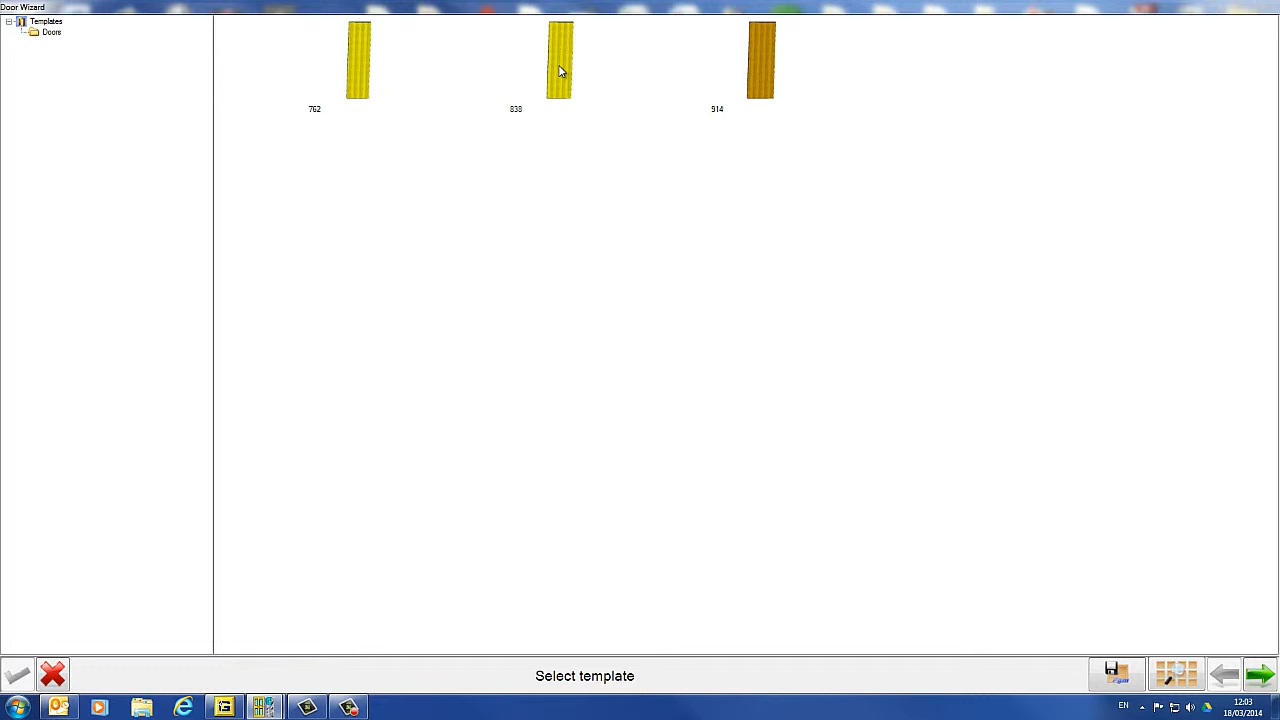 Door Wizard
Templates
Doors
762
838
914
Select template
EN
12:03
18/03/2014